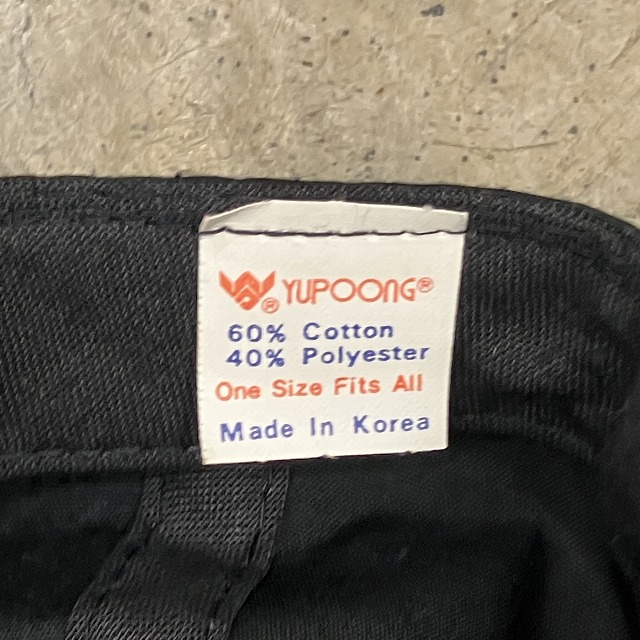 YUPOONG®
®
60% Cotton
40% Polyester
One Size Fits All
Made In Korea